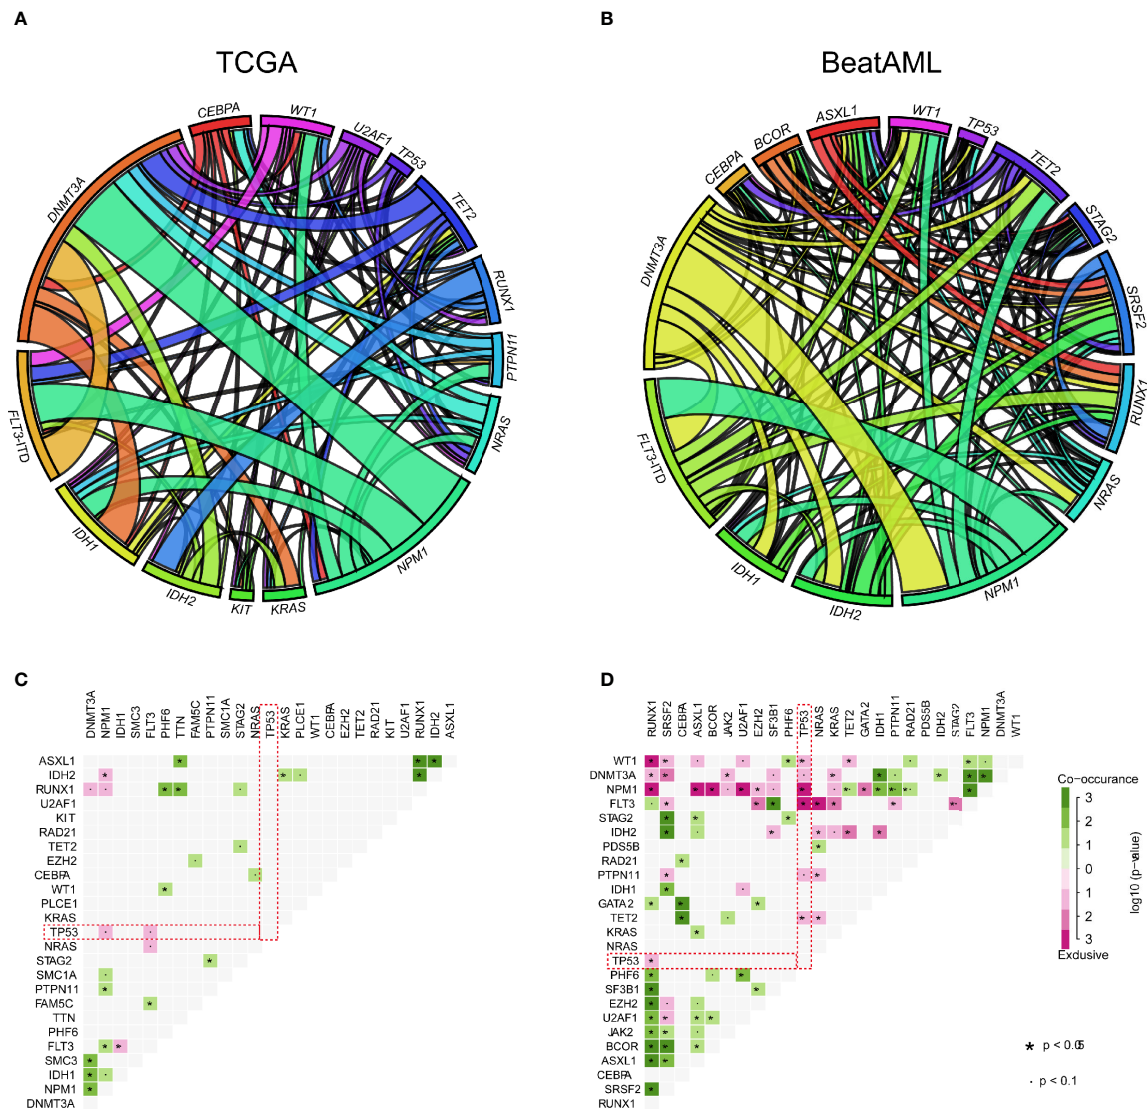 A
B
TCGA
BeatAML
CEBPA
WT1
U2AF1
TP53
TET2
RUNX1
PTPN11
NRAS
NPM1
KRAS
KIT
IDH2
IDH1
FLT3-ITD
DNMT3A
CEBPA
BCOR
ASXL1
WT1
TP53
TET2
STAG2
SRSF2
RUNX1
NRAS
NPM1
IDH2
IDH1
FLT3-ITD
DNMT3A
C
DNMT3A
NPM1
IDH1
SMC3
FLT3
PHF6
TTN
FAM5C
PTPN11
SMC1A
STAG2
NRAS
TP53
KRAS
PLCE1
WT1
CEBPA
EZH2
TET2
RAD21
KIT
U2AF1
RUNX1
IDH2
ASXL1
ASXL1
IDH2
RUNX1
U2AF1
KIT
RAD21
TET2
EZH2
CEBPA
WT1
PLCE1
KRAS
TP53
NRAS
STAG2
SMC1A
PTPN11
FAM5C
TTN
PHF6
FLT3
SMC3
IDH1
NPM1
DNMT3A
D
RUNX1
SRSF2
CEBPA
ASXL1
BCOR
JAK2
U2AF1
EZH2
SF3B1
PHF6
TP53
NRAS
KRAS
TET2
GATA2
IDH1
PTPN11
RAD21
PDS5B
IDH2
STAG2
FLT3
NPM1
DNMT3A
WT1
WT1
DNMT3A
NPM1
FLT3
STAG2
IDH2
PDS5B
RAD21
PTPN11
IDH1
GATA2
TET2
KRAS
NRAS
TP53
PHF6
SF3B1
EZH2
U2AF1
JAK2
BCOR
ASXL1
CEBPA
SRSF2
RUNX1
Co-occurance
3
2
1
0
1
2
3
log10 (p-value)
Exdusive
* p < 0.05
· p < 0.1